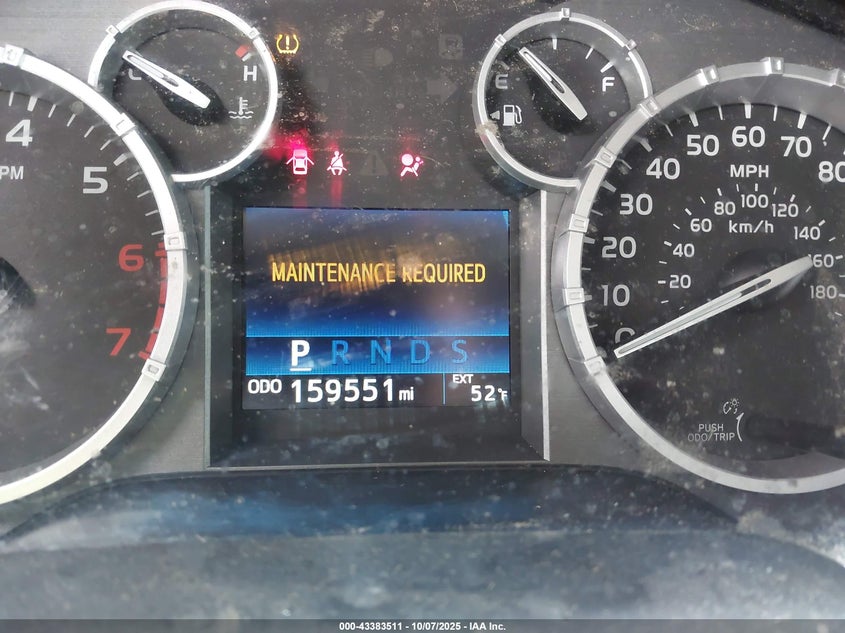 H
E F
4
PM
5
6
7
50 60 70
40 MPH 80
30
80 100 120
60 km/h 140
20 40 160
10 20 180
MAINTENANCE REQUIRED
P R N D S
ODO 159551 mi
EXT
52°F
PUSH
ODO/TRIP
000-43383511 - 10/07/2025 - IAA Inc.